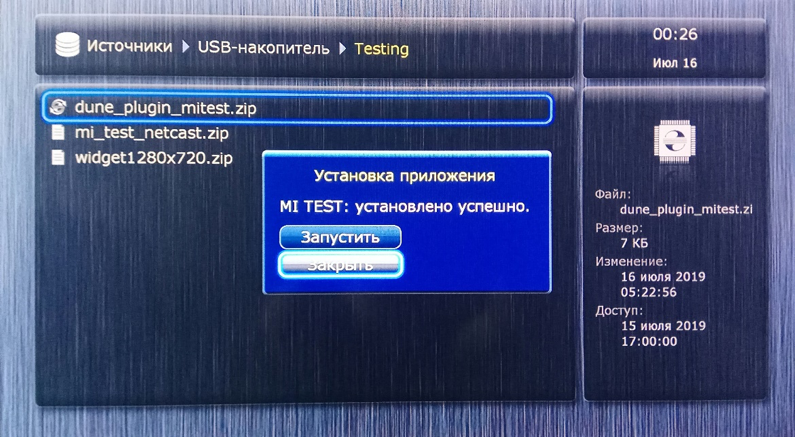 Источники USB-накопитель Testing
00:26
Июл 16
dune_plugin_mitest.zip
mi_test_netcast.zip
widget1280x720.zip
Установка приложения
MI TEST: установлено успешно.
Запустить
Закрыть
Файл:
dune_plugin_mitest.zi
Размер:
7 КБ
Изменение:
16 июля 2019
05:22:56
Доступ:
15 июля 2019
17:00:00